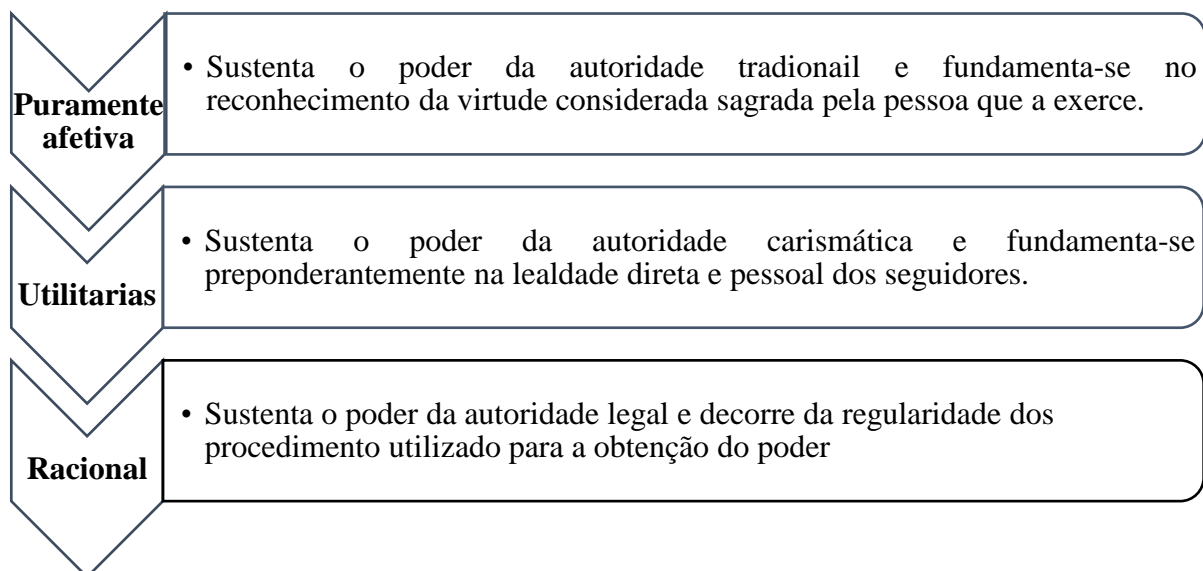 Puramente
afetiva
• Sustenta o poder da autoridade tradionail e fundamenta-se no
reconhecimento da virtude considerada sagrada pela pessoa que a exerce.
Utilitarias
• Sustenta o poder da autoridade carismática e fundamenta-se
preponderantemente na lealdade direta e pessoal dos seguidores.
Racional
• Sustenta o poder da autoridade legal e decorre da regularidade dos
procedimento utilizado para a obtenção do poder